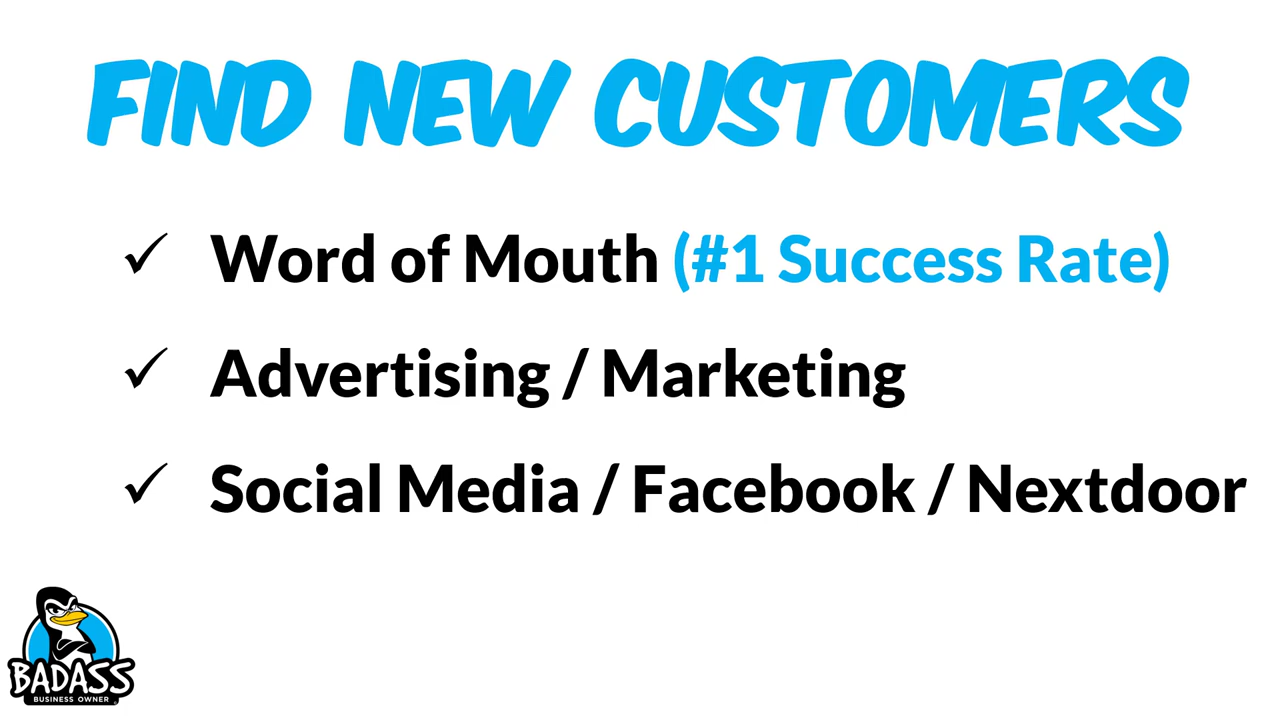 FIND NEW CUSTOMERS
✓ Word of Mouth (#1 Success Rate)
✓ Advertising / Marketing
✓ Social Media / Facebook / Nextdoor
BADASS
BUSINESS OWNER